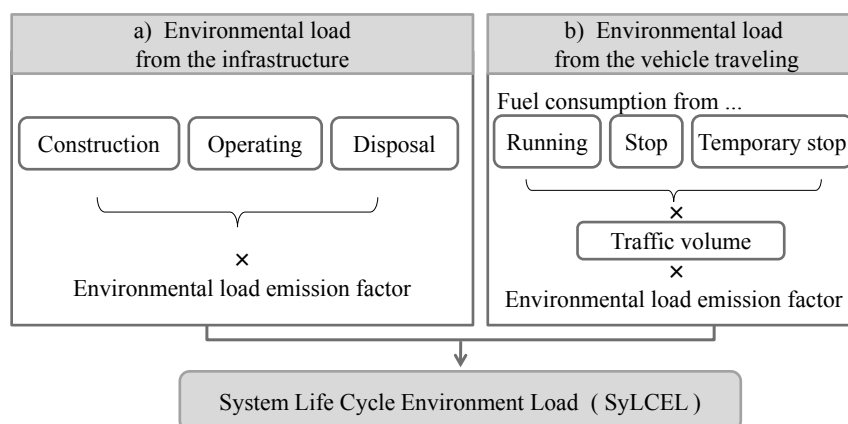 a) Environmental load
from the infrastructure
Construction
Operating
Disposal
×
Environmental load emission factor
b) Environmental load
from the vehicle traveling
Fuel consumption from ...
Running
Stop
Temporary stop
×
Traffic volume
×
Environmental load emission factor
System Life Cycle Environment Load ( SyLCEL )